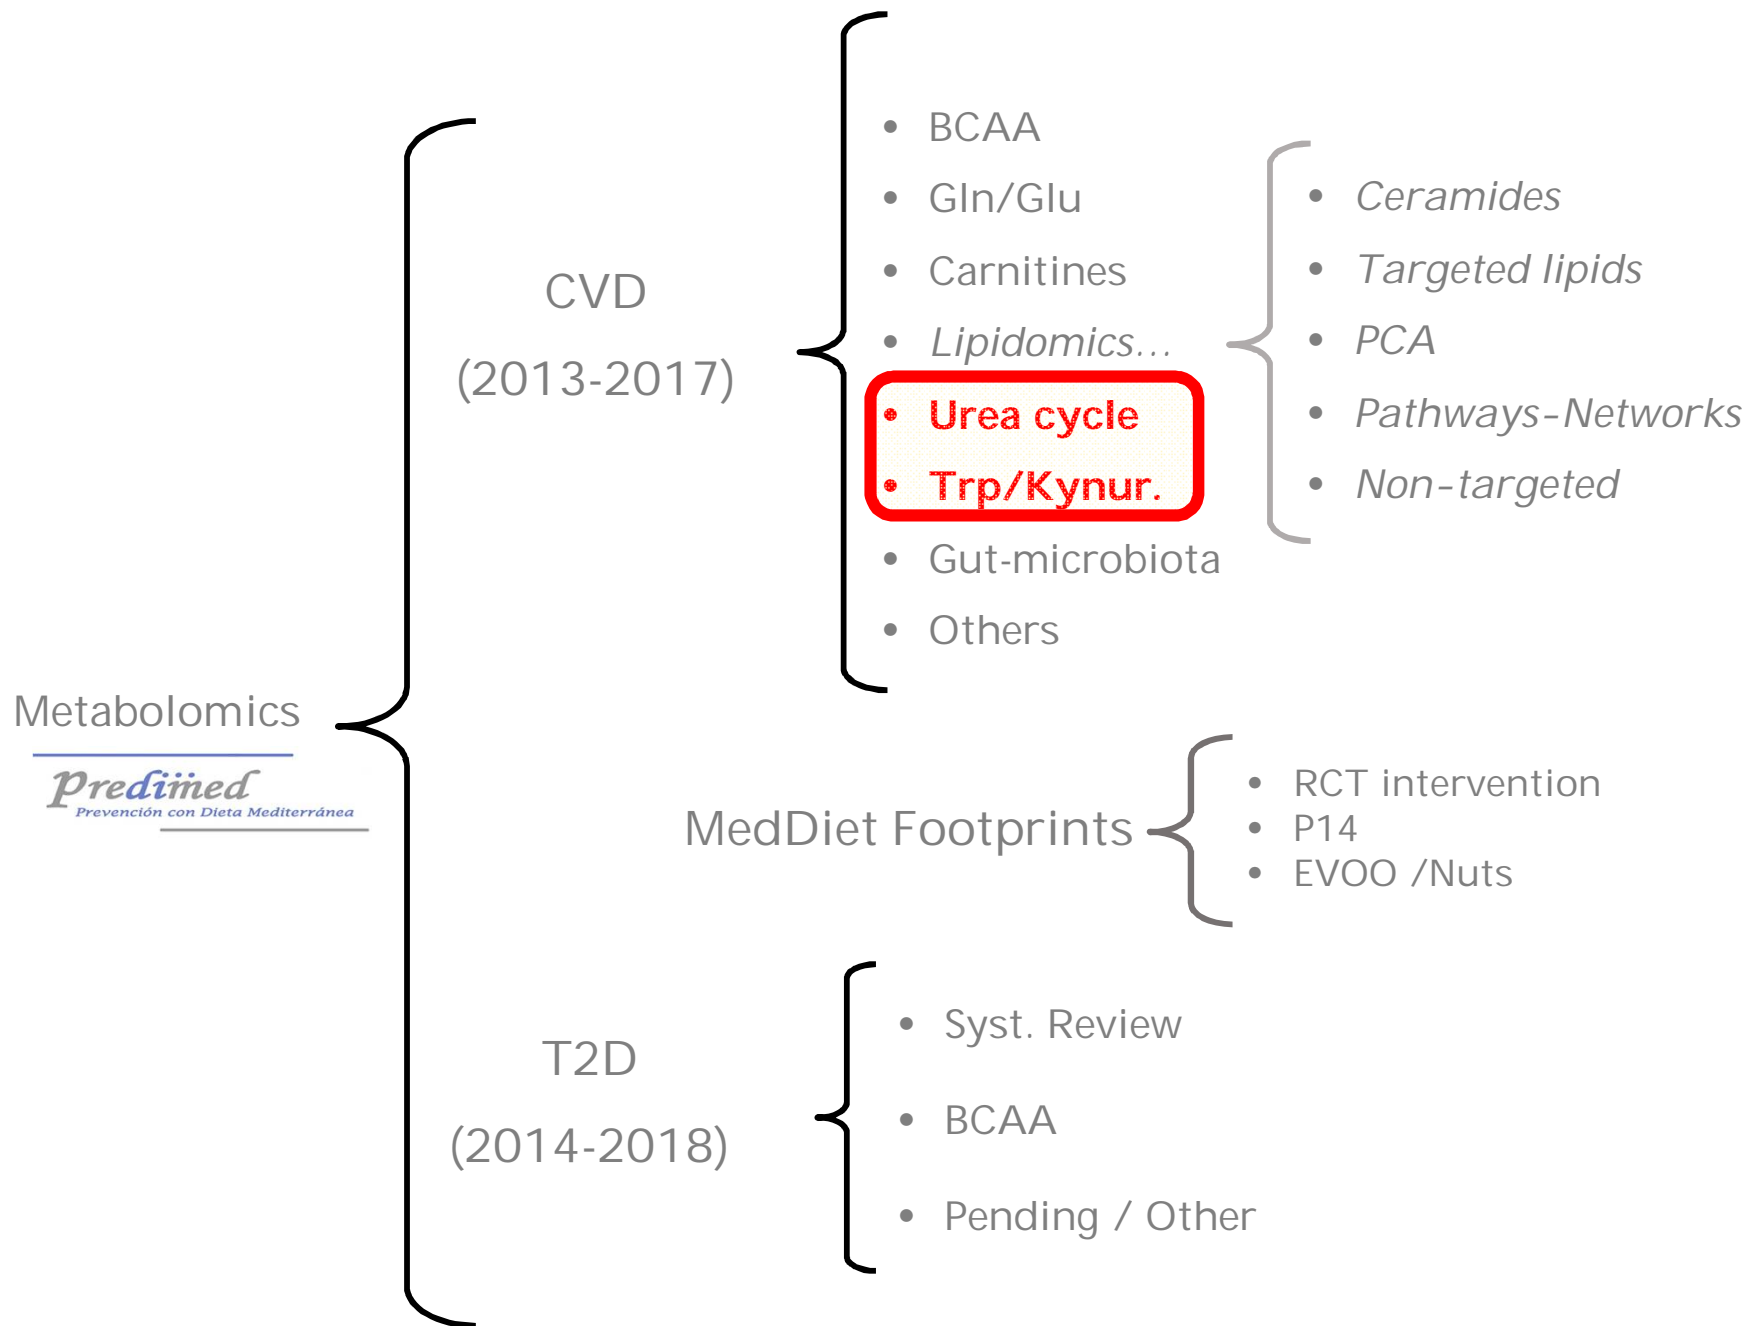 Metabolomics
Predimed
Prevención con Dieta Mediterránea
CVD
(2013-2017)
• BCAA
• Gln/Glu
• Carnitines
• Lipidomics...
• Urea cycle
• Trp/Kynur.
• Gut-microbiota
• Others
• Ceramides
• Targeted lipids
• PCA
• Pathways-Networks
• Non-targeted
MedDiet Footprints
• RCT intervention
• P14
• EVOO /Nuts
T2D
(2014-2018)
• Syst. Review
• BCAA
• Pending / Other